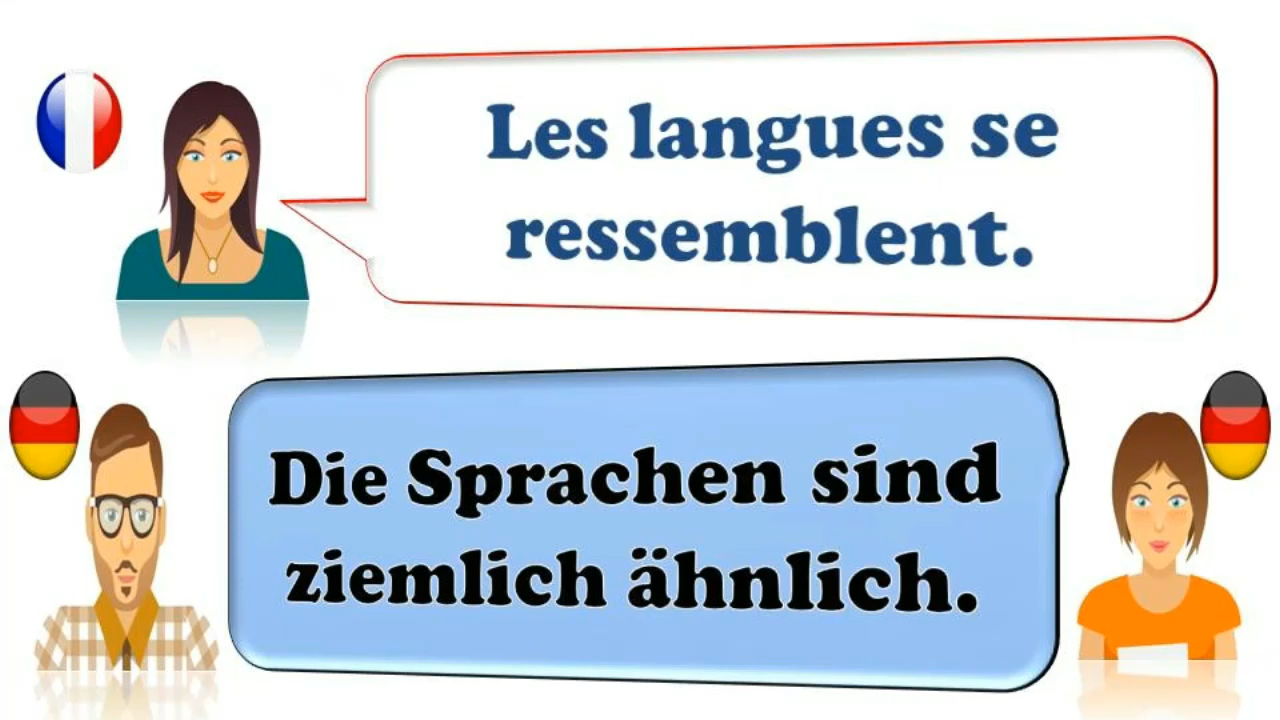 Les langues se
ressemblent.
Die Sprachen sind
ziemlich ähnlich.